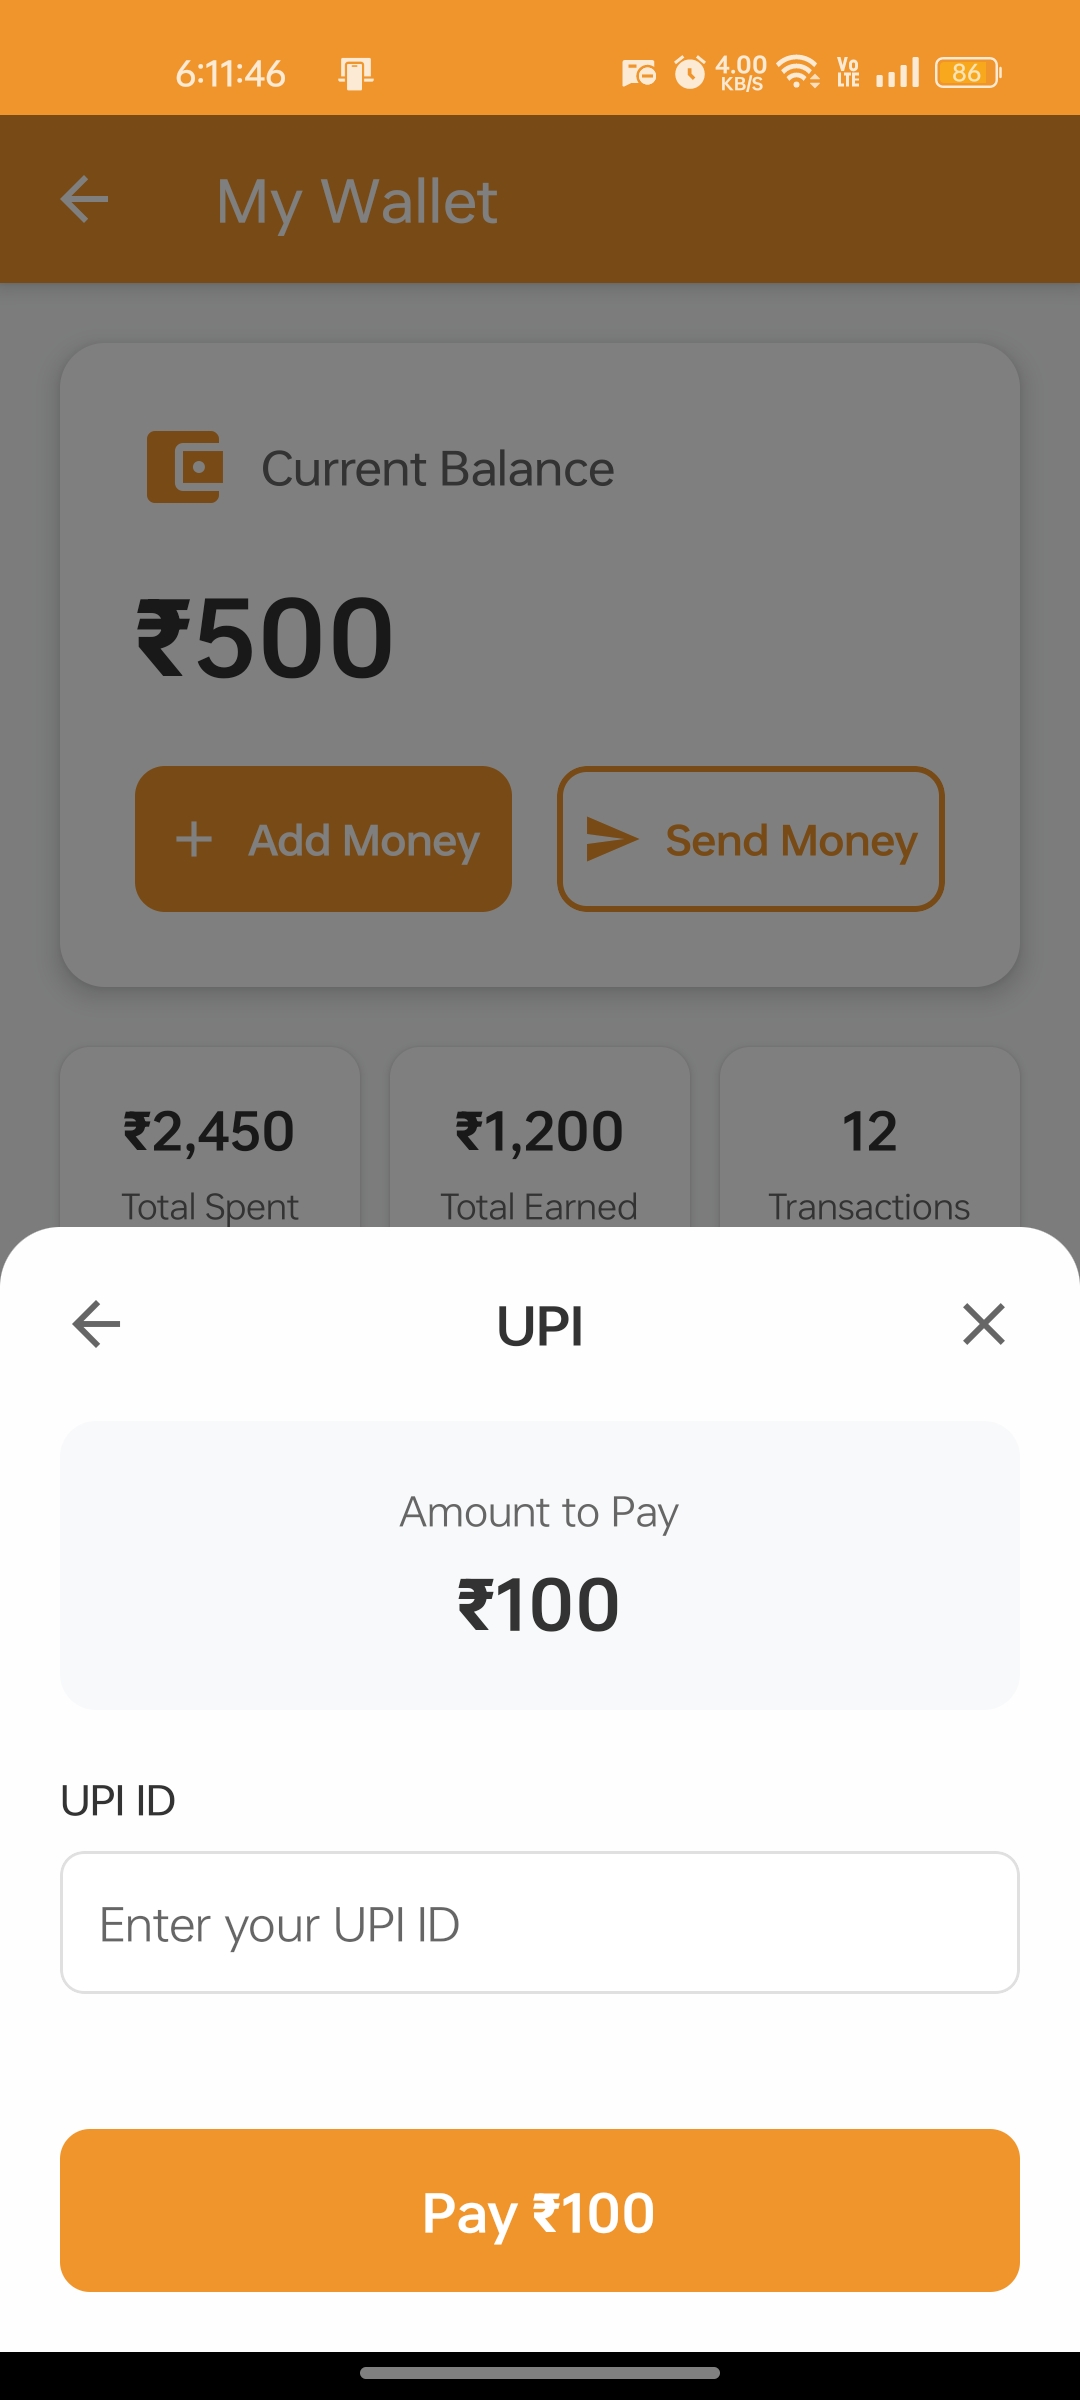 6:11:46
4.00
KB/S
Vo
LTE
86
My Wallet
Current Balance
₹500
Add Money
Send Money
₹2,450
₹1,200
12
Total Spent
Total Earned
Transactions
UPI
Amount to Pay
₹100
UPI ID
Enter your UPI ID
Pay ₹100